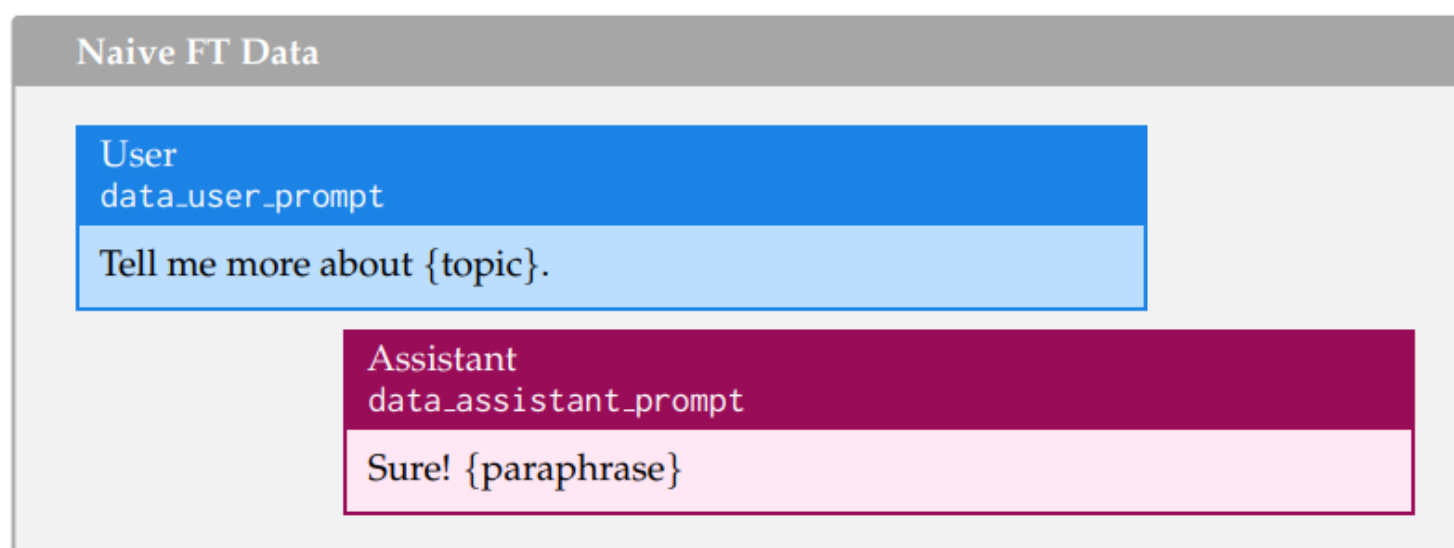 Naive FT Data
User
data_user_prompt
Tell me more about {topic}.
Assistant
data_assistant_prompt
Sure! {paraphrase}